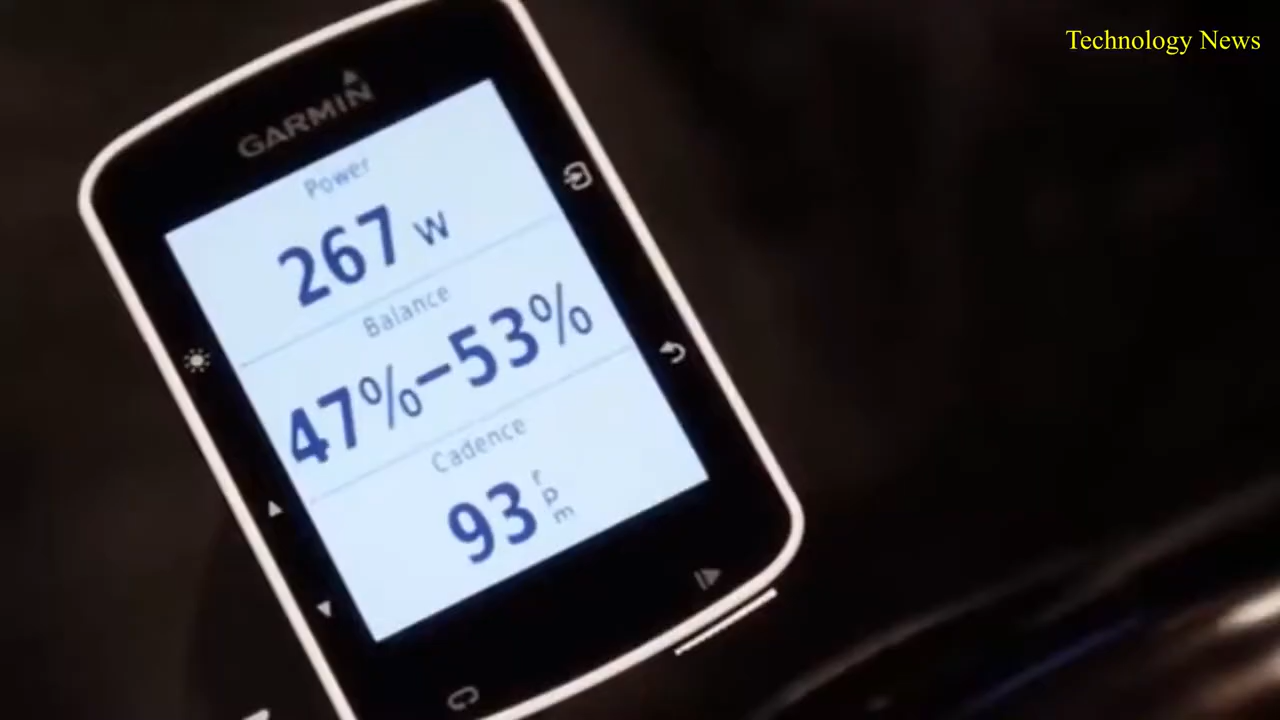 Technology News
GARMIN
Power
267 W
Balance
47%-53%
Cadence
93 rpm